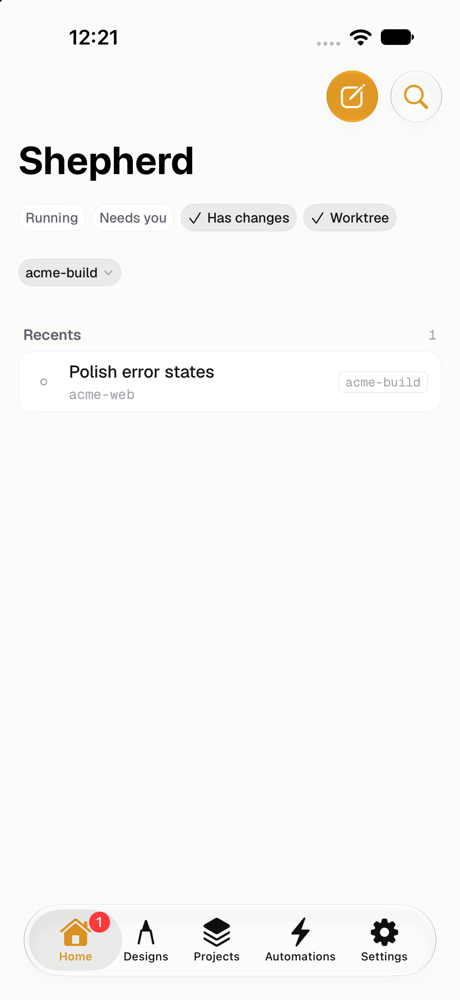 12:21
Shepherd
Running Needs you Has changes Worktree
acme-build
Recents 1
Polish error states
acme-web
acme-build
1
Home Designs Projects Automations Settings